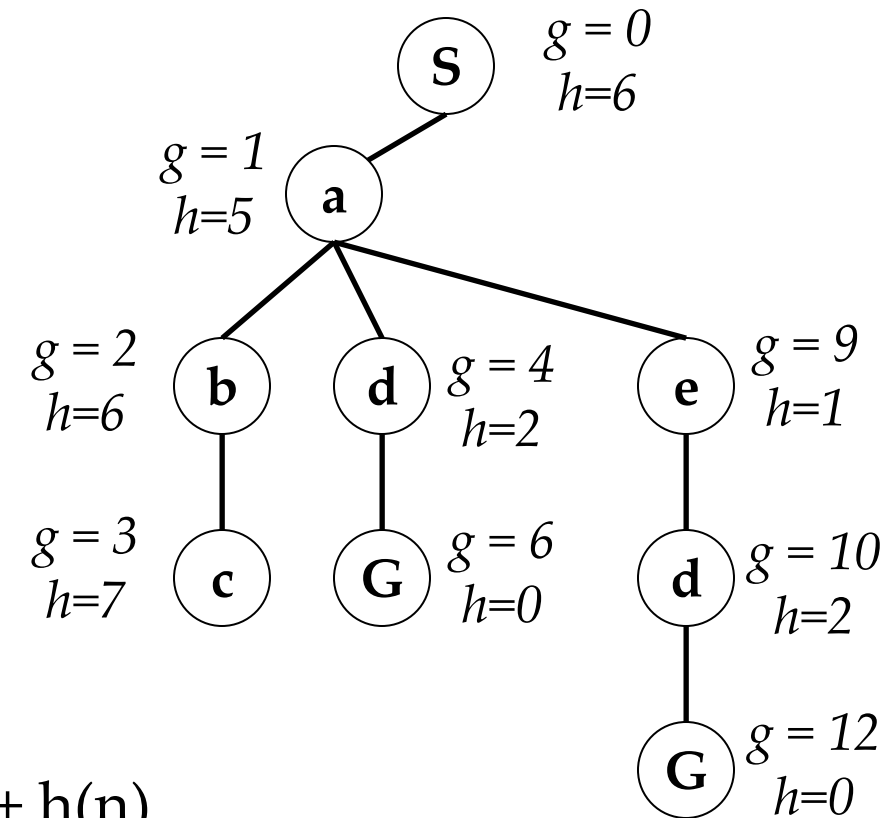 S
g = 0
h=6
g = 1
h=5
a
g = 2
h=6
b
d
g = 4
h=2
e
g = 9
h=1
g = 3
h=7
c
G
g = 6
h=0
d
g = 10
h=2
G
g = 12
h=0
+ h(n)